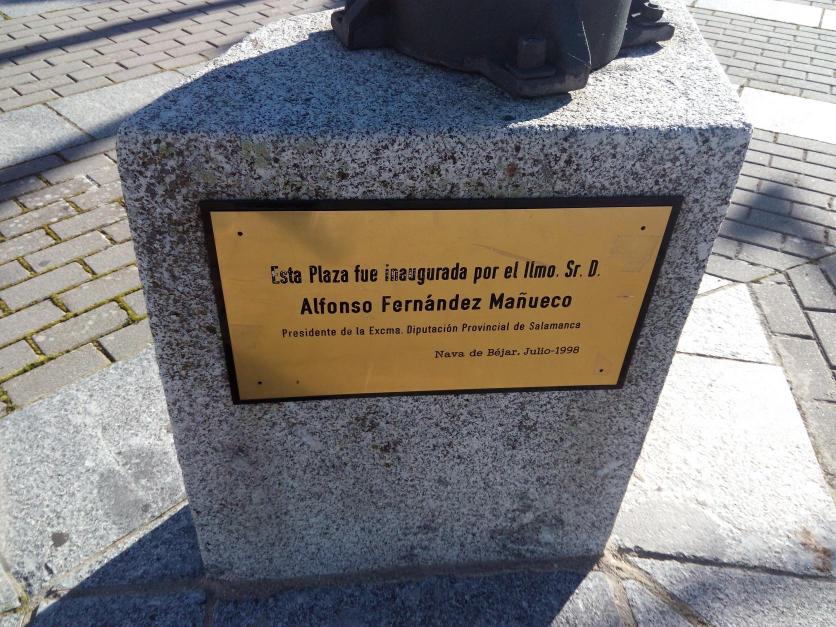 Esta Plaza fue inaugurada por el Ilmo. Sr. D.
Alfonso Fernández Mañueco
Presidente de la Excma. Diputación Provincial de Salamanca
Nava de Béjar, Julio-1998